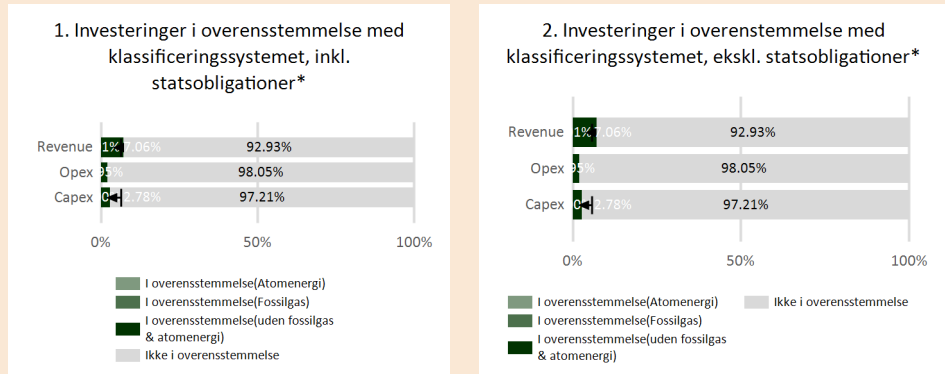 1. Investeringer i overensstemmelse med
klassificeringssystemet, inkl.
statsobligationer*
Revenue 1% 7.06% 92.93%
Opex 98.05%
Capex 2.78% 97.21%
0% 50% 100%
I overensstemmelse(Atomenergi)
I overensstemmelse(Fossilgas)
I overensstemmelse(uden fossilgas
& atomenergi)
Ikke i overensstemmelse
2. Investeringer i overenstemmelse med
klassificeringssystemet, ekskl. statsobligationer*
Revenue 1% 7.06% 92.93%
Opex 98.05%
Capex 2.78% 97.21%
0% 50% 100%
I overensstemmelse(Atomenergi)
Ikke i overensstemmelse
I overensstemmelse(Fossilgas)
I overensstemmelse(uden fossilgas
& atomenergi)